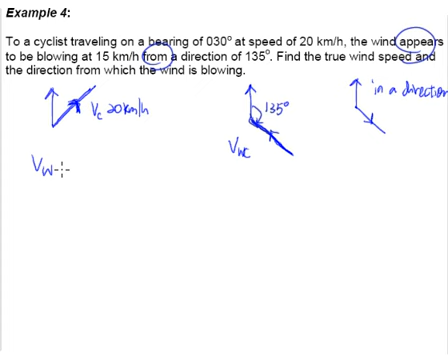 Example 4:
To a cyclist traveling on a bearing of 030° at speed of 20 km/h, the wind appears
to be blowing at 15 km/h from a direction of 135°. Find the true wind speed and
the direction from which the wind is blowing.
Vc 20km/h
135°
Vwc
in a direction
Vw